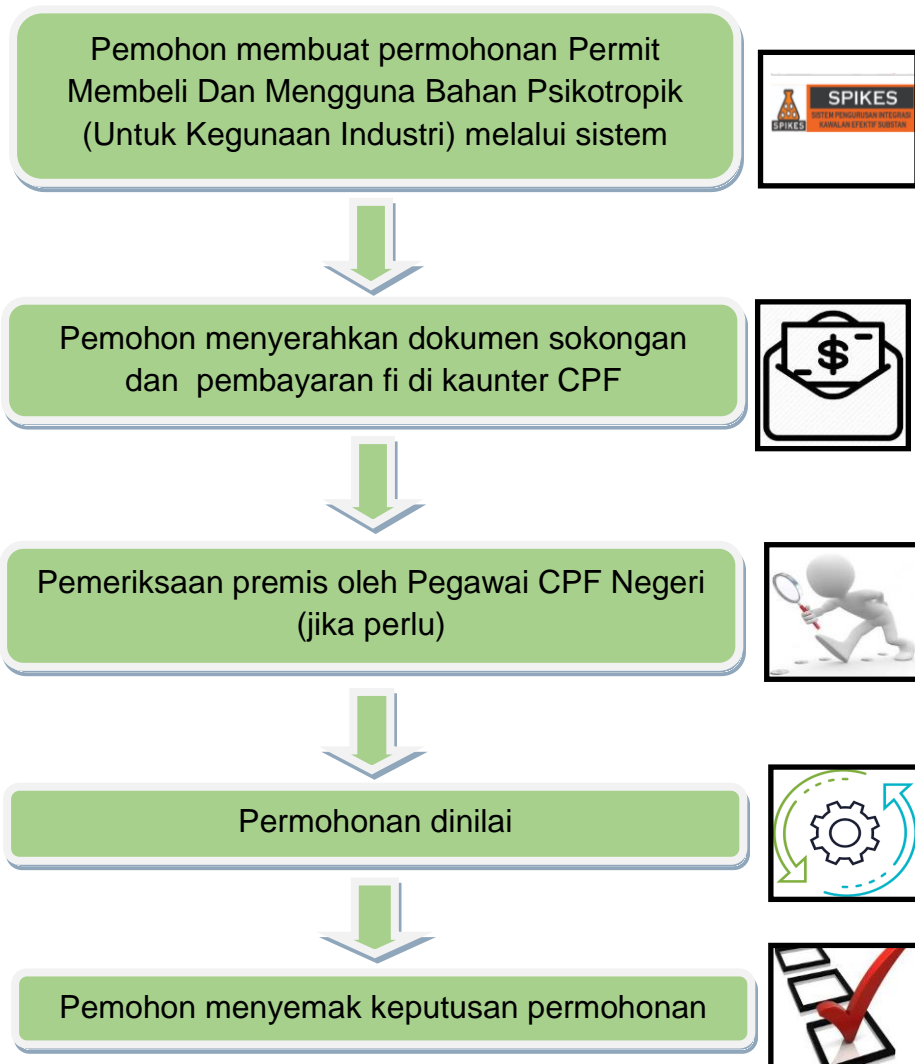 Pemohon membuat permohonan Permit
Membeli Dan Mengguna Bahan Psikotropik
(Untuk Kegunaan Industri) melalui sistem
SPIKES
SISTEM PENGURUSAN INTEGRASI
KAWALAN EFEKTIF SUBSTAN
SPIKES
Pemohon menyerahkan dokumen sokongan
dan pembayaran fi di kaunter CPF
$
Pemeriksaan premis oleh Pegawai CPF Negeri
(jika perlu)
Permohonan dinilai
Pemohon menyemak keputusan permohonan